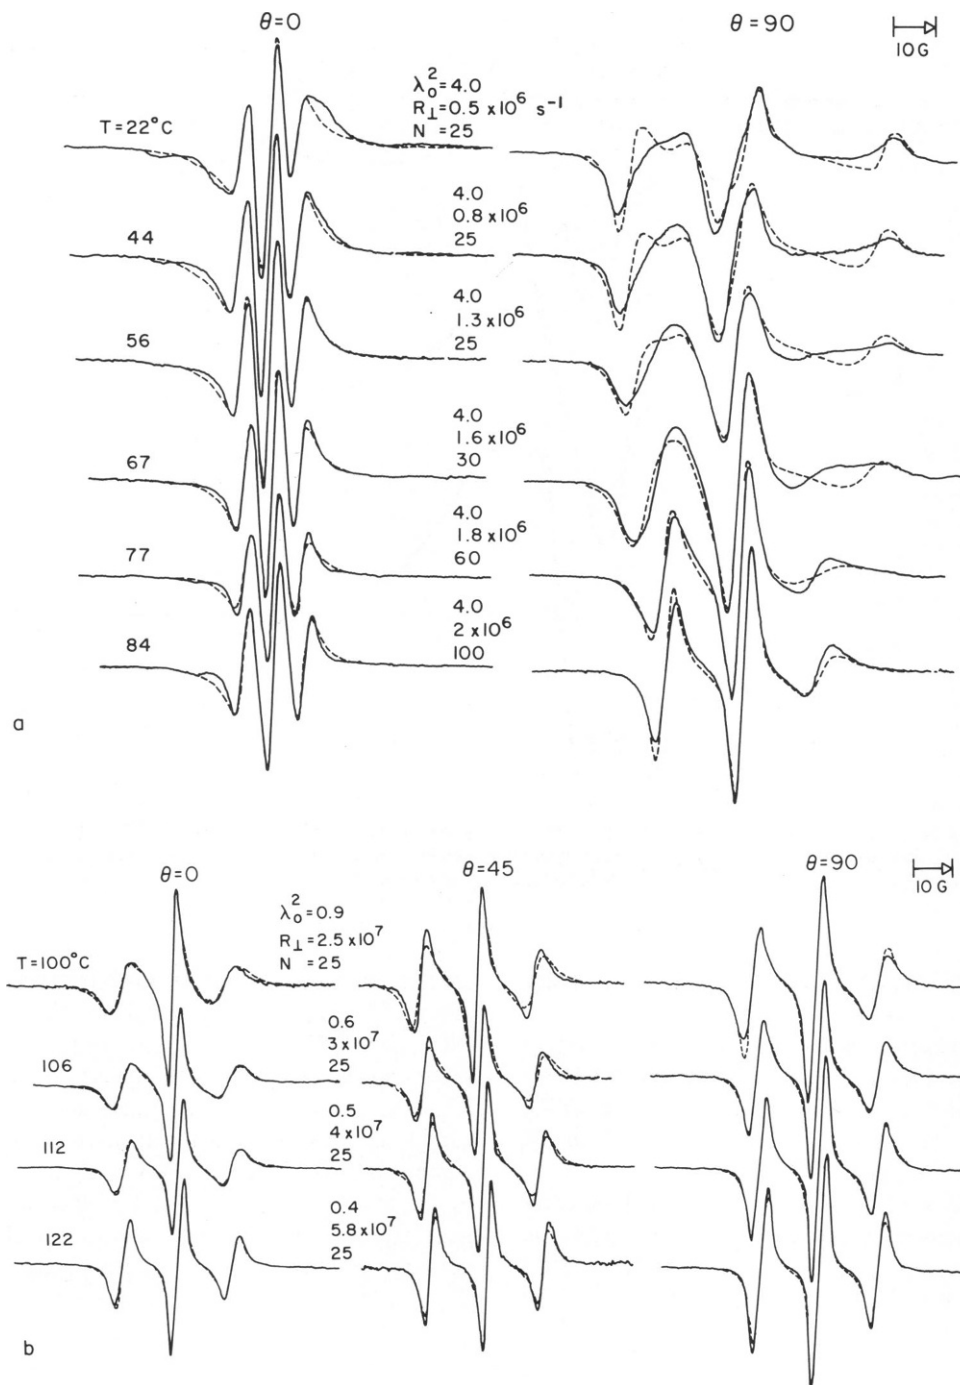 θ=0
θ=90
10 G
λ₀²=4.0
R⊥=0.5 x 10⁶ s⁻¹
N = 25
T = 22°C
4.0
0.8 x 10⁶
25
44
4.0
1.3 x 10⁶
25
56
4.0
1.6 x 10⁶
30
67
4.0
1.8 x 10⁶
60
77
4.0
2 x 10⁶
100
84
a
θ=0
θ=45
θ=90
10 G
λ₀²=0.9
R⊥=2.5 x 10⁷
N = 25
T=100°C
0.6
3 x 10⁷
25
106
0.5
4 x 10⁷
25
112
0.4
5.8 x 10⁷
25
122
b